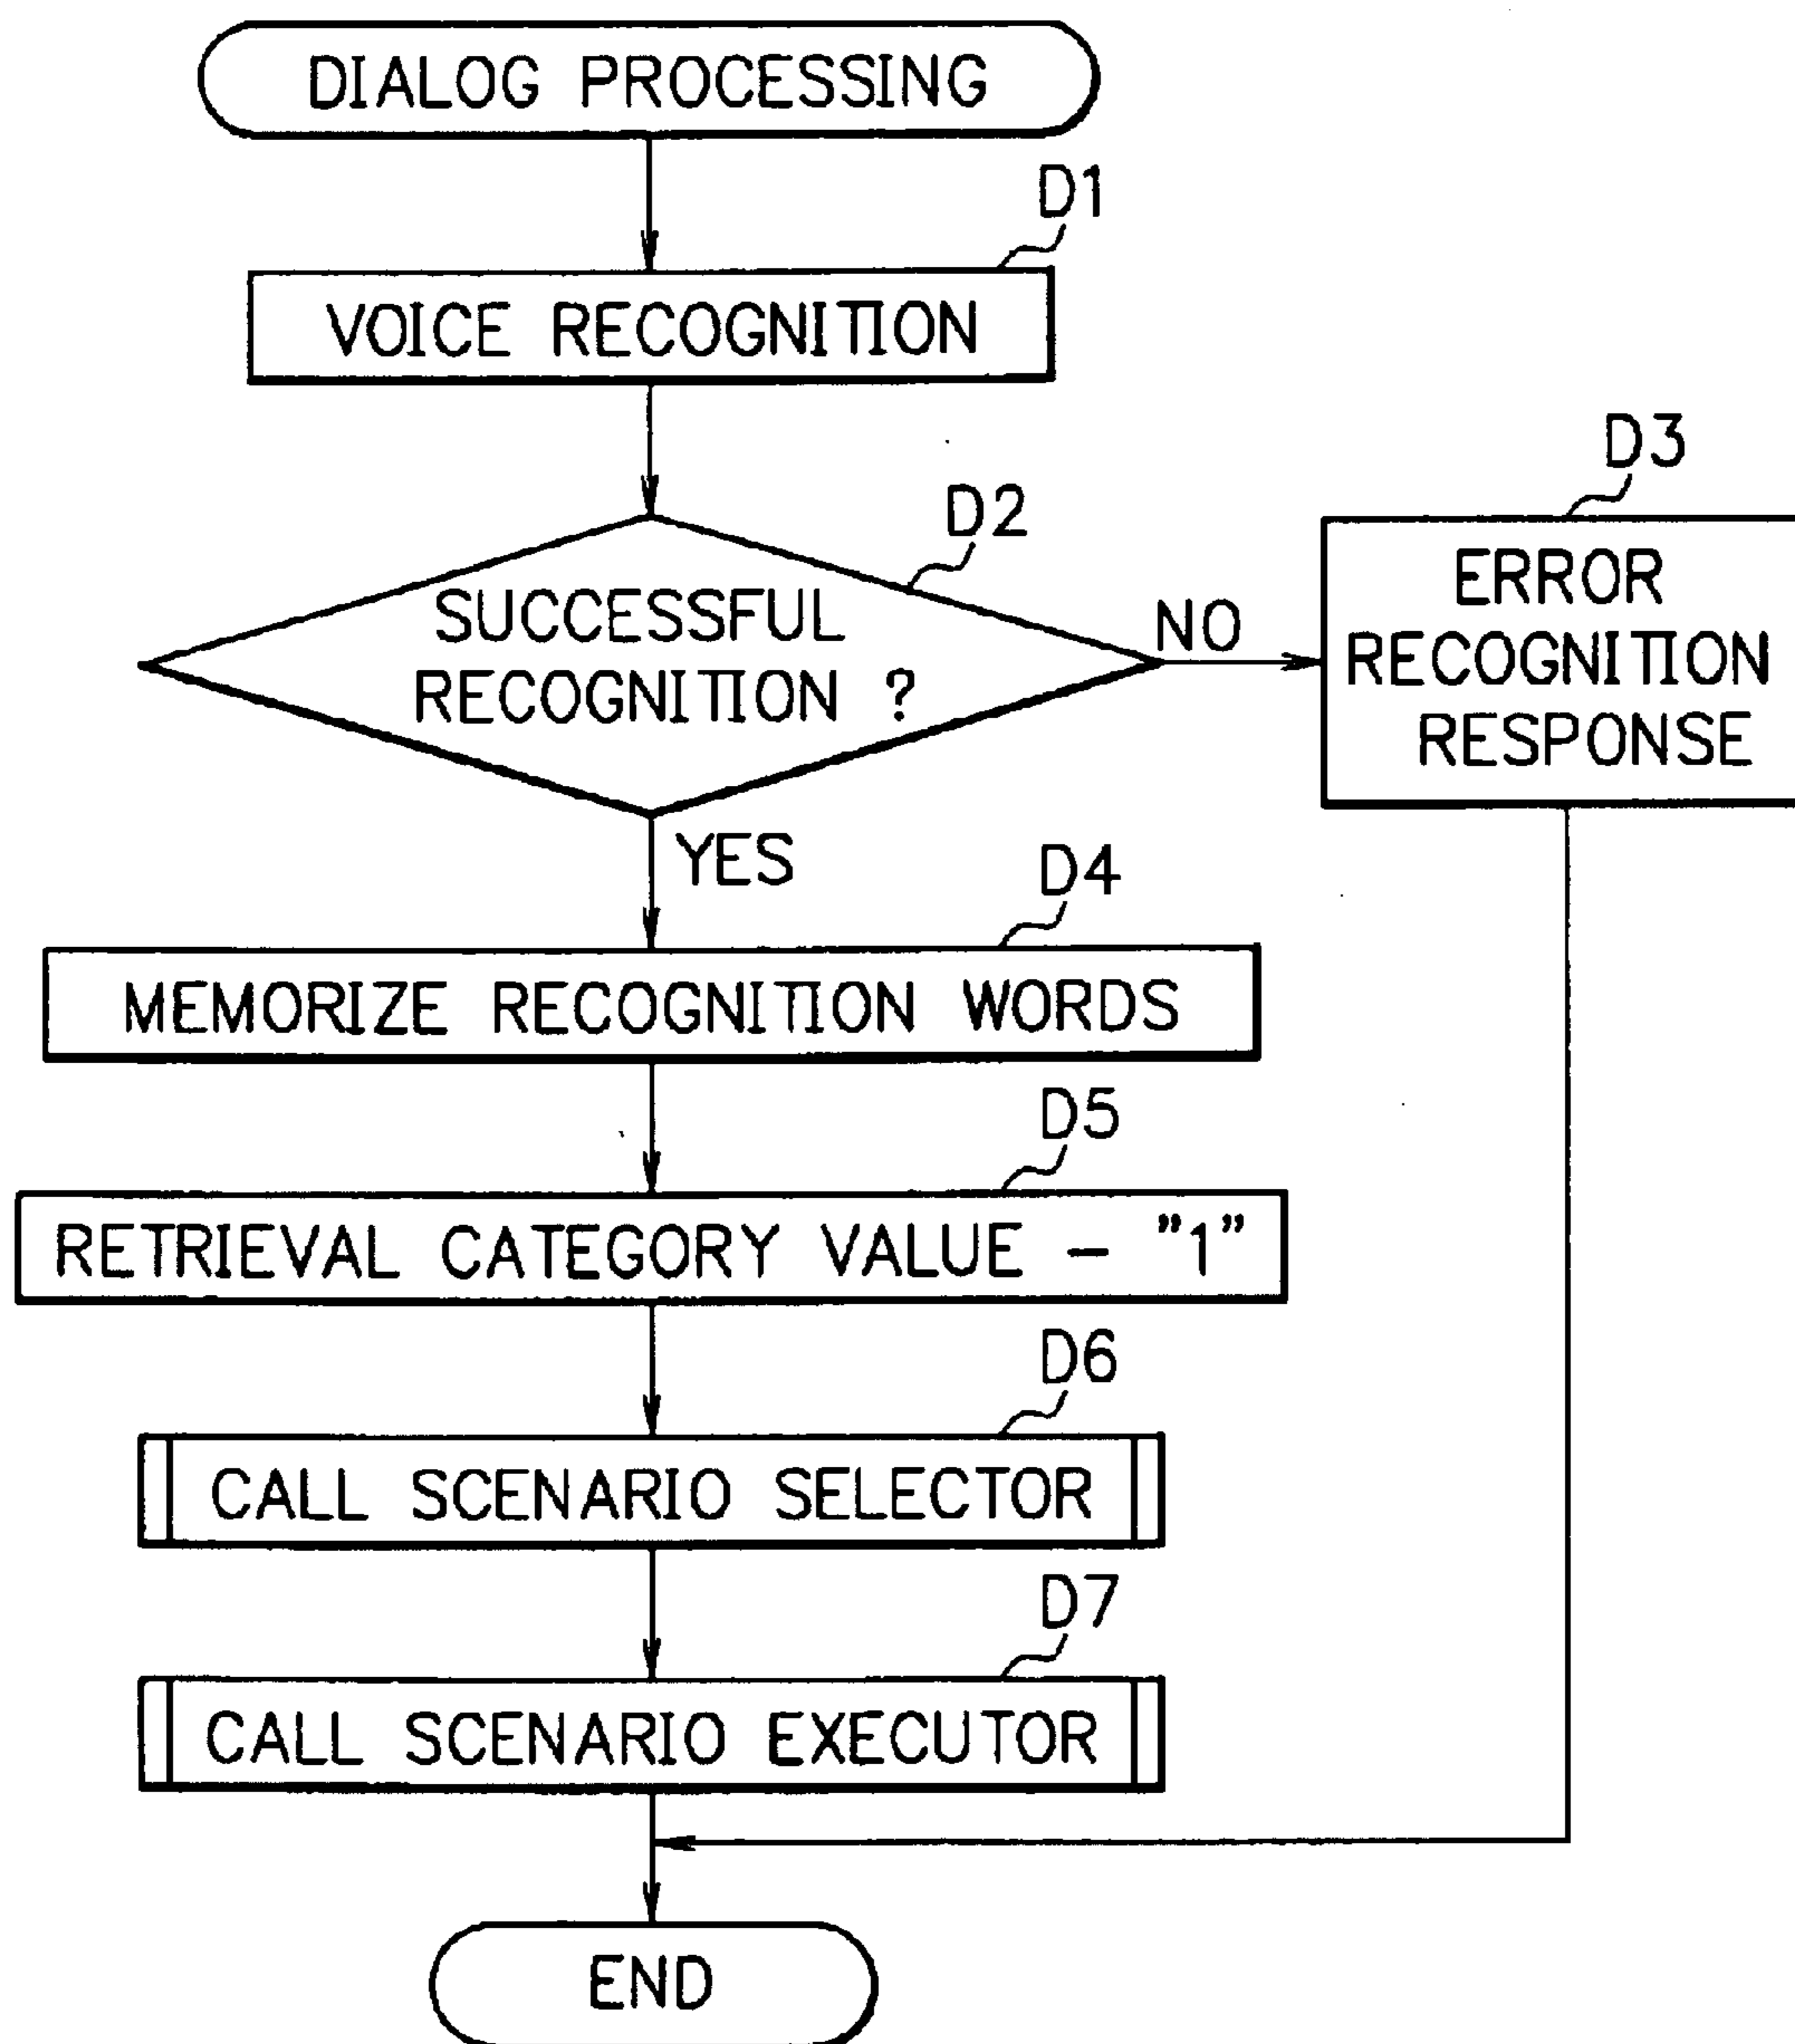 DIALOG PROCESSING
D1
VOICE RECOGNITION
D2
SUCCESSFUL
RECOGNITION ?
NO
D3
ERROR
RECOGNITION
RESPONSE
YES
D4
MEMORIZE RECOGNITION WORDS
D5
RETRIEVAL CATEGORY VALUE — "1"
D6
CALL SCENARIO SELECTOR
D7
CALL SCENARIO EXECUTOR
END